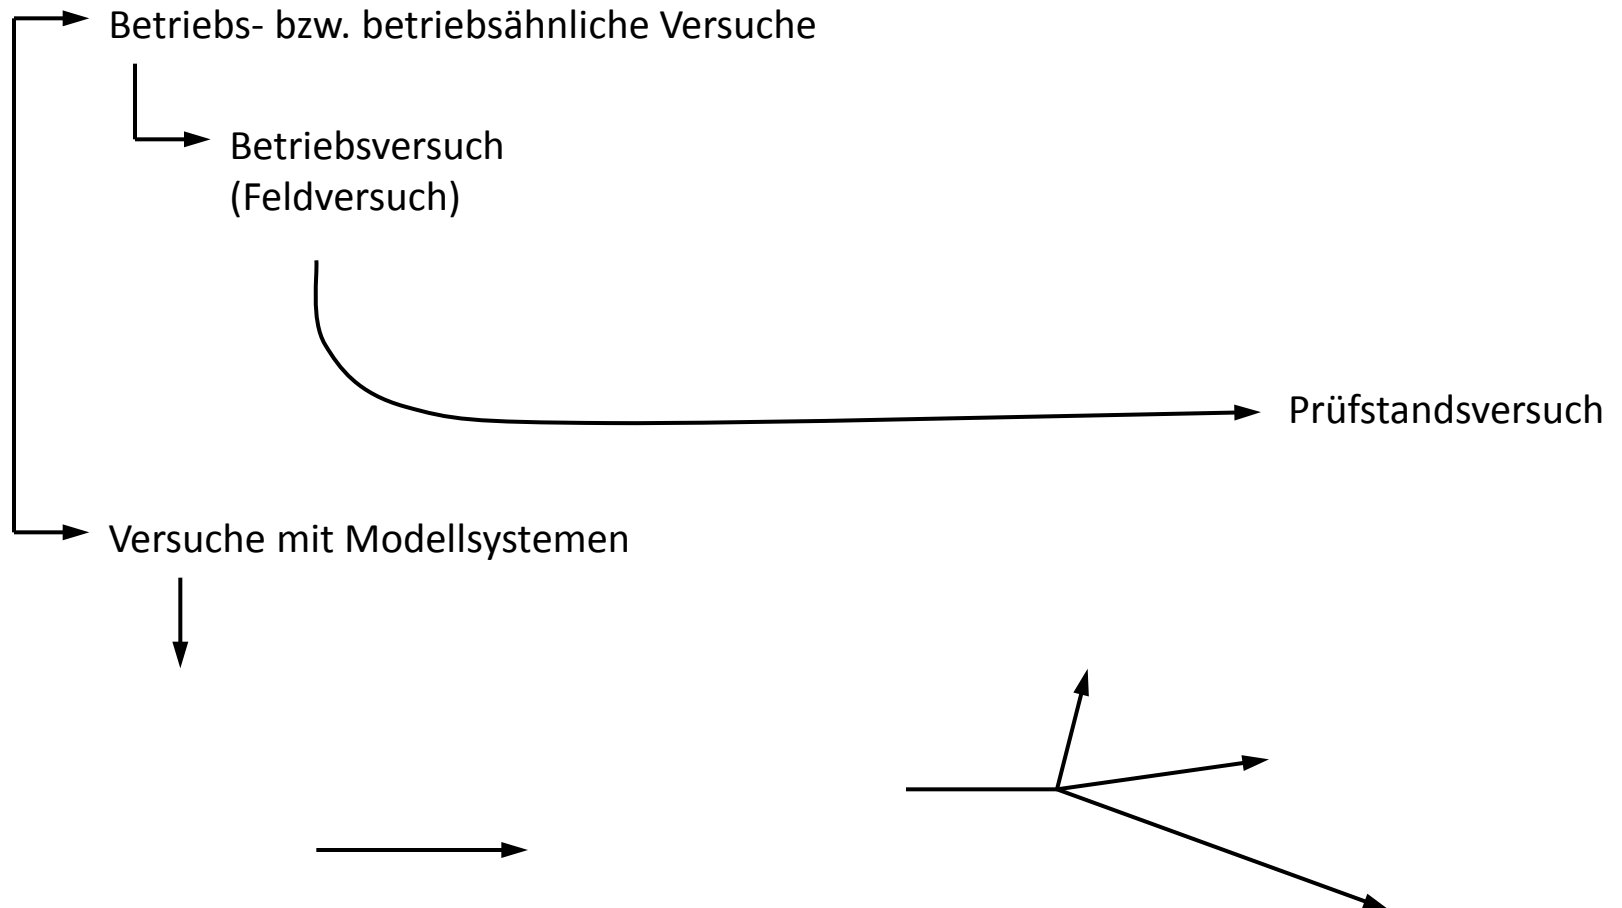 Betriebs- bzw. betriebsähnliche Versuche
Betriebsversuch
(Feldversuch)
Prüfstandsversuch
Versuche mit Modellsystemen